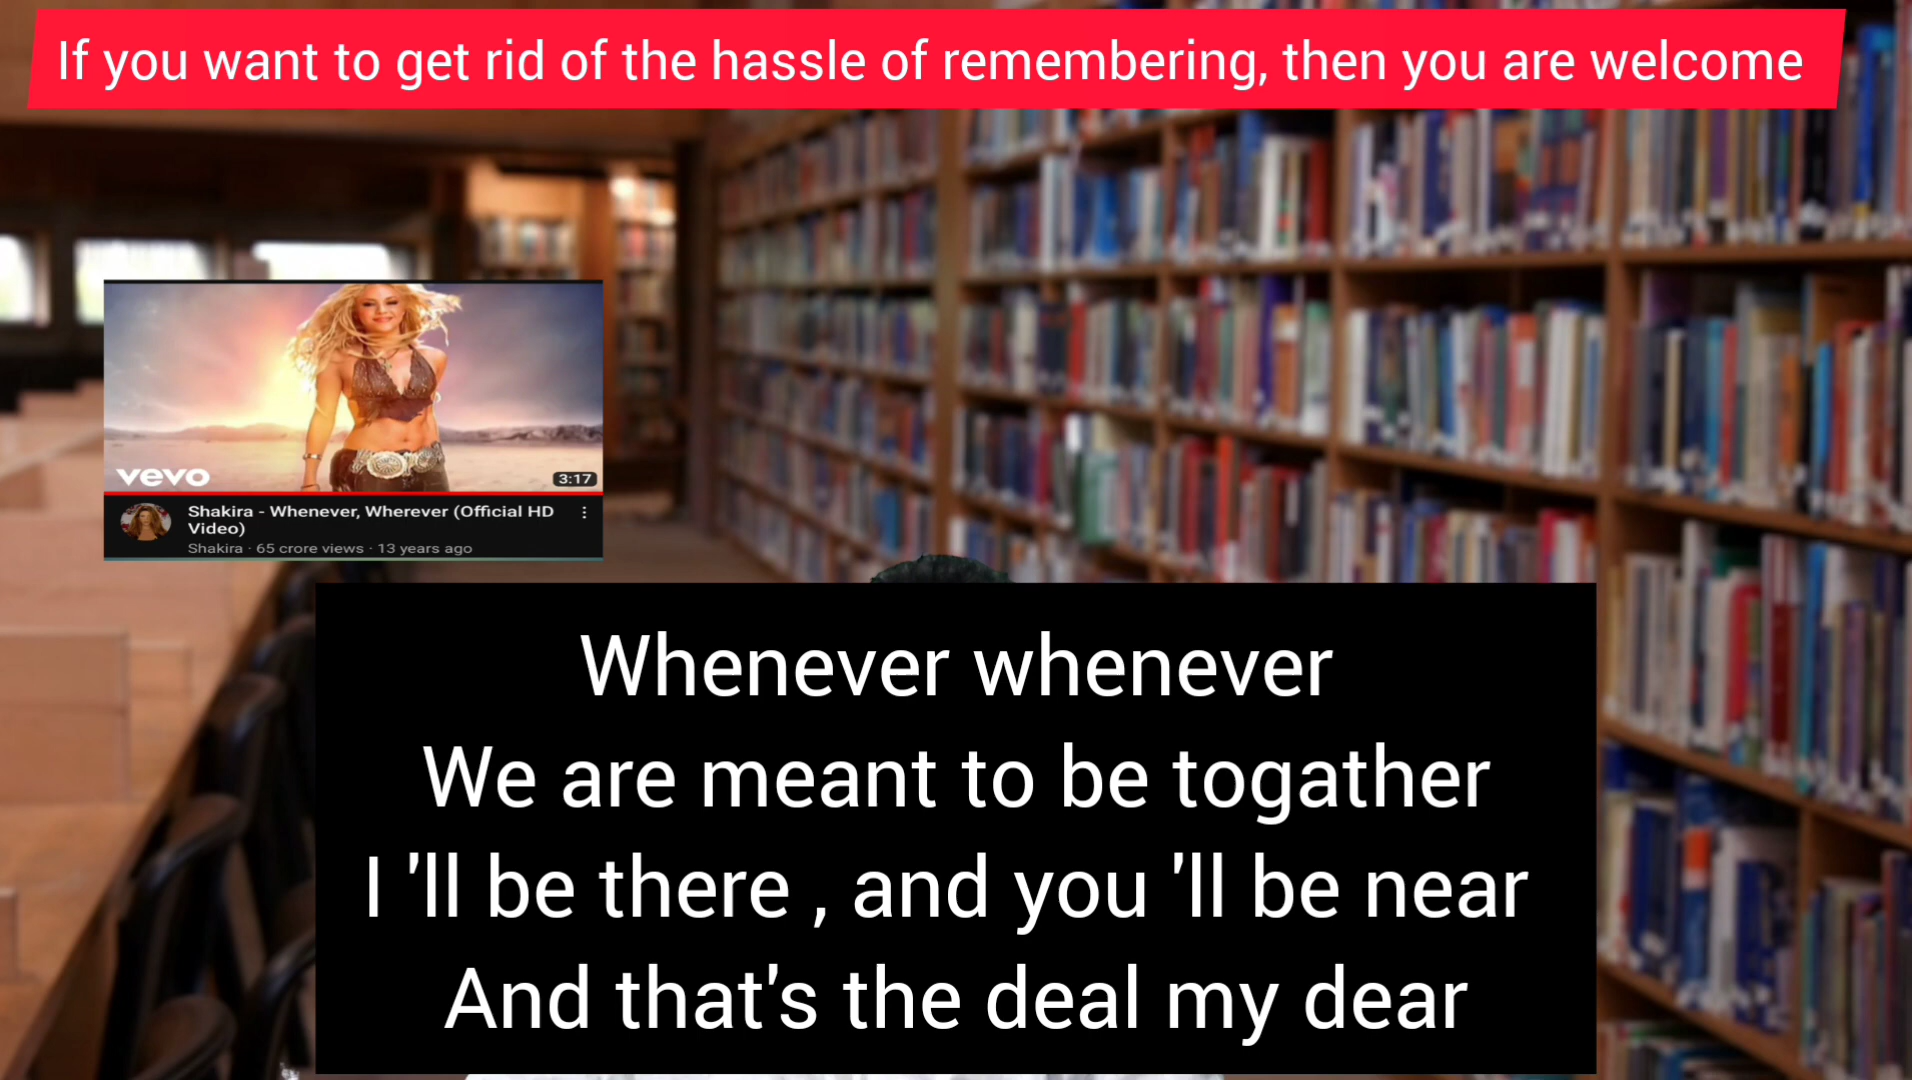 If you want to get rid of the hassle of remembering, then you are welcome
vevo
3:17
Shakira - Whenever, Wherever (Official HD
Video)
Shakira · 65 crore views · 13 years ago
Whenever whenever
We are meant to be togather
I 'll be there , and you 'll be near
And that's the deal my dear